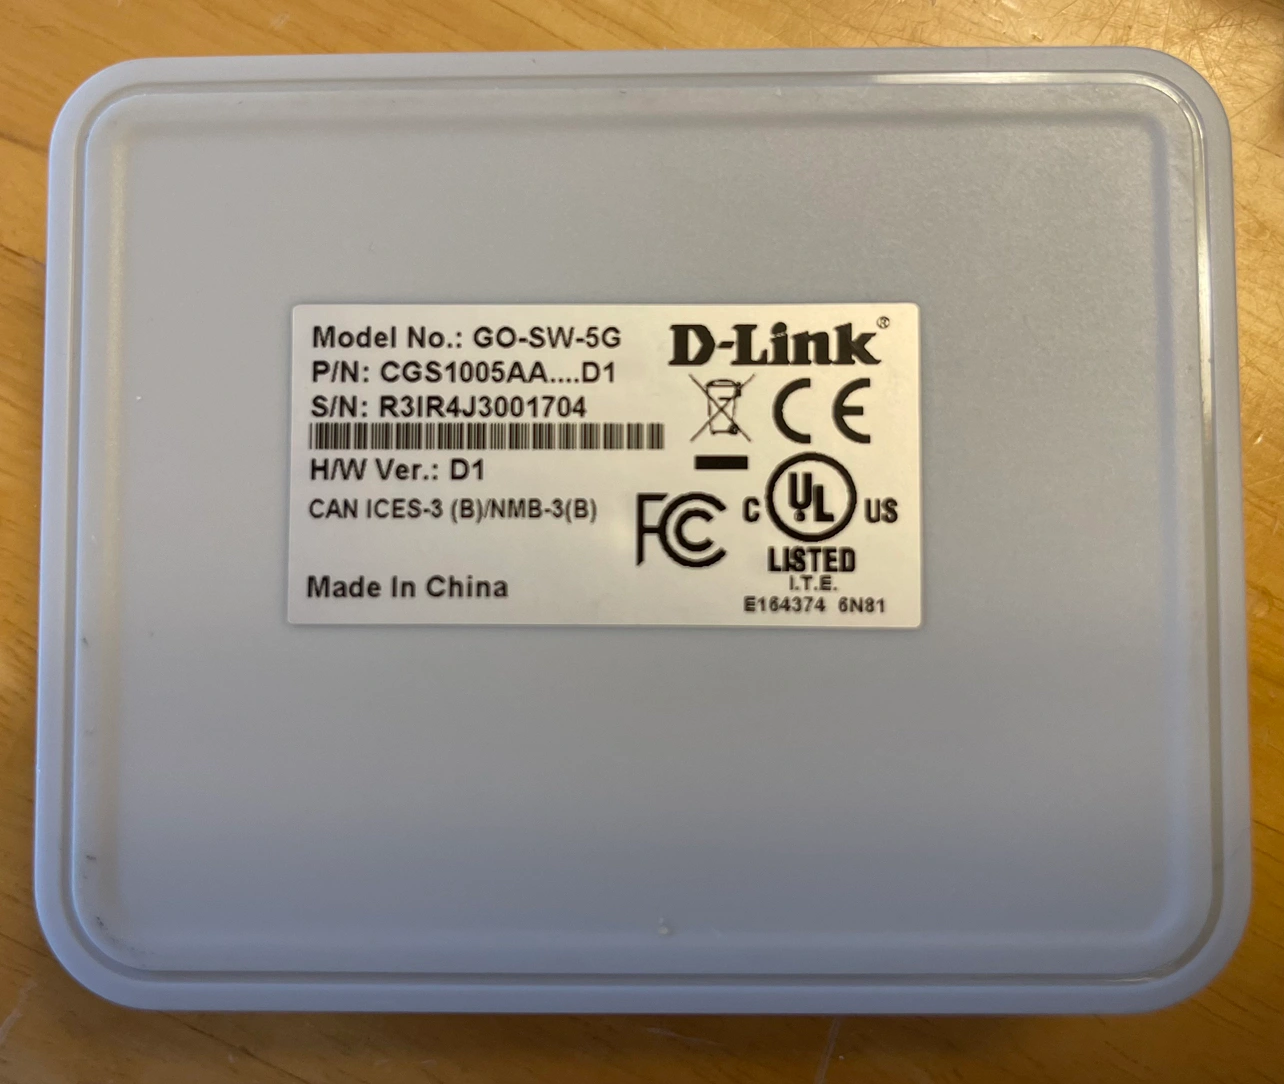 Model No.: GO-SW-5G
D-Link®
P/N: CGS1005AA....D1
S/N: R3IR4J3001704
CE
H/W Ver.: D1
CAN ICES-3 (B)/NMB-3(B)
FC
C UL US
LISTED
I.T.E.
Made In China
E164374 6N81